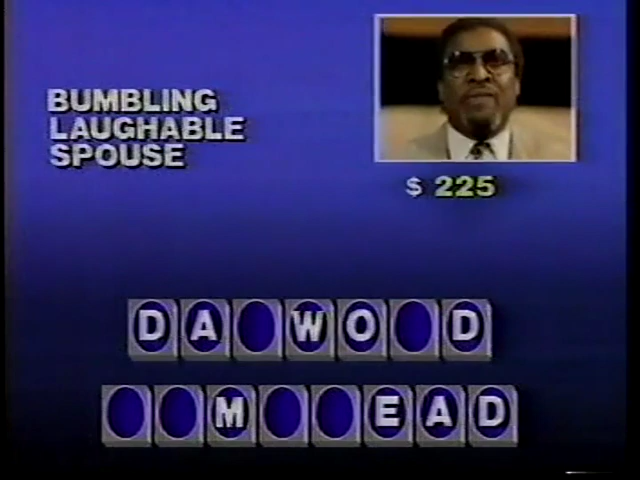 BUMBLING
LAUGHABLE
SPOUSE
$ 225
DA WO D
M EAD